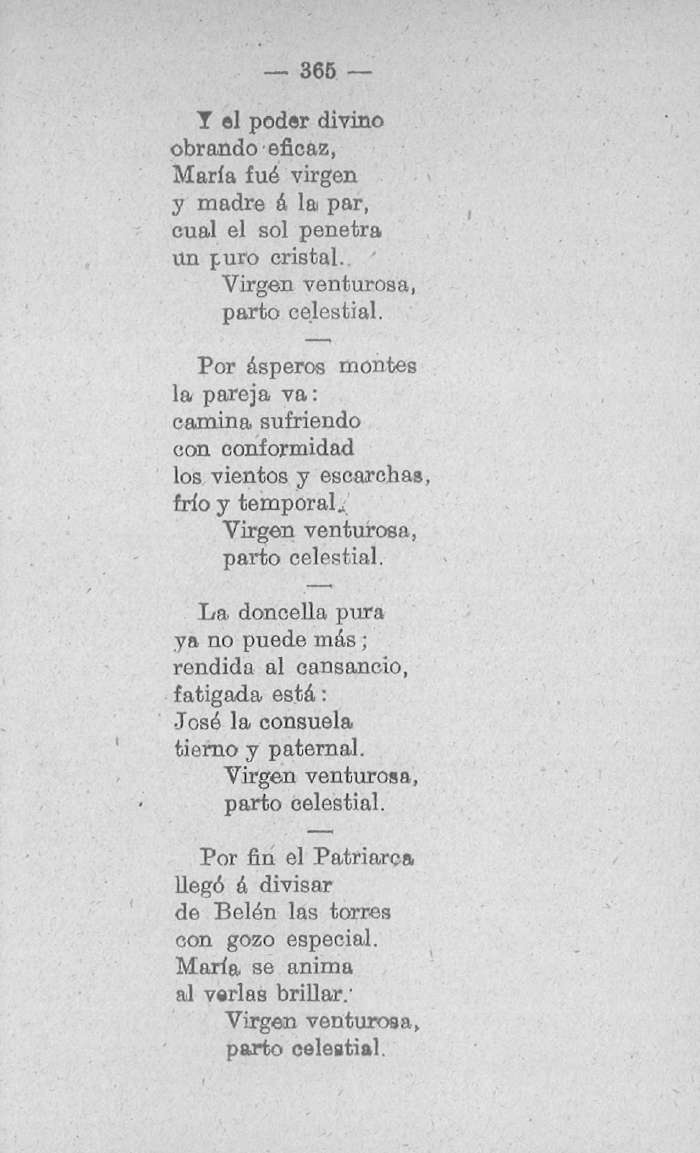 — 365 —
Y el poder divino
obrando eficaz,
María fué virgen
y madre á la par,
cual el sol penetra
un puro cristal.
Virgen venturosa,
parto celestial.
—
Por ásperos montes
la pareja va:
camina sufriendo
con conformidad
los vientos y escarchas,
frío y temporal.
Virgen venturosa,
parto celestial.
—
La doncella pura
ya no puede más;
rendida al cansancio,
fatigada está:
José la consuela
tierno y paternal.
Virgen venturosa,
parto celestial.
—
Por fin el Patriarca
llegó á divisar
de Belén las torres
con gozo especial.
María se anima
al verlas brillar.
Virgen venturosa,
parto celestial.